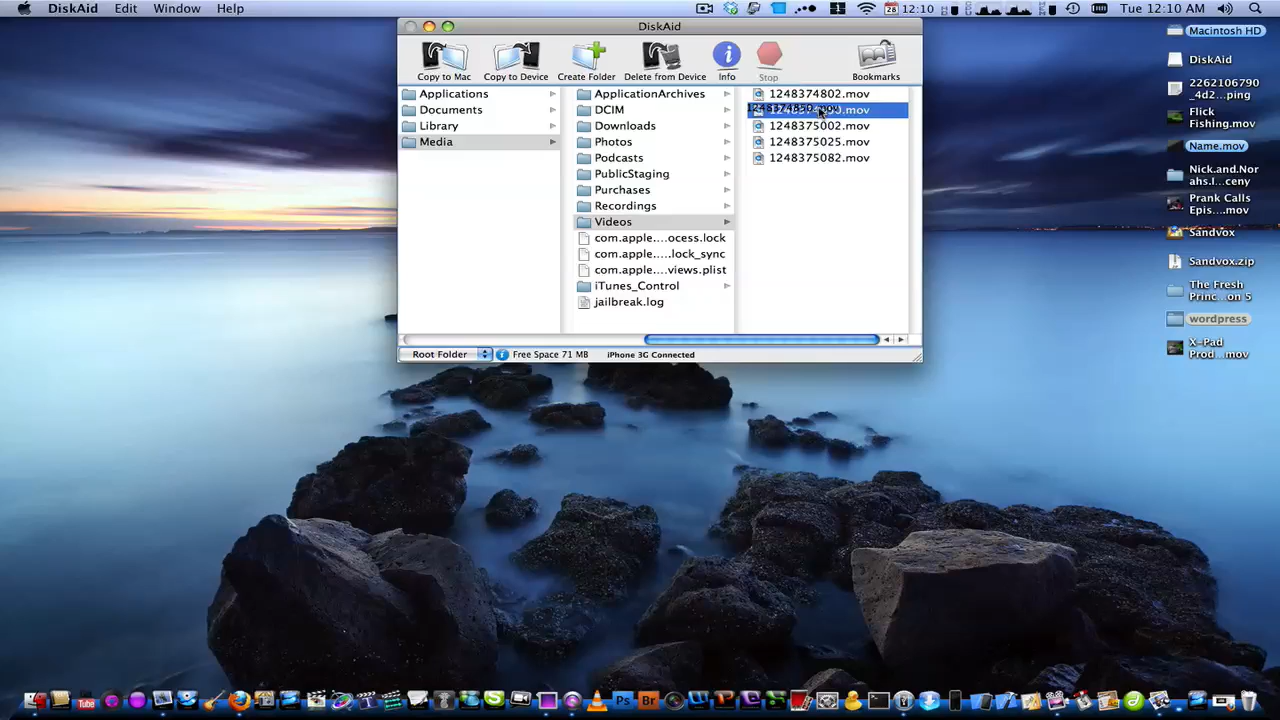 DiskAid Edit Window Help
12:10 Tue 12:10 AM
DiskAid
Copy to Mac Copy to Device Create Folder Delete from Device Info Stop Bookmarks
Applications
Documents
Library
Media
ApplicationArchives
DCIM
Downloads
Photos
Podcasts
PublicStaging
Purchases
Recordings
Videos
com.apple....ocess.lock
com.apple.....lock_sync
com.apple....views.plist
iTunes_Control
jailbreak.log
1248374802.mov
1248375002.mov
1248375025.mov
1248375082.mov
Root Folder Free Space 71 MB iPhone 3G Connected
Macintosh HD
DiskAid
2262106790
-4d2...ping
Flick
Fishing.mov
Name.mov
Nick.and.Nor
ahs.I...ceny
Prank Calls
Epis....mov
Sandvox
Sandvox.zip
The Fresh
Princ...on 5
wordpress
X-Pad
Prod...mov